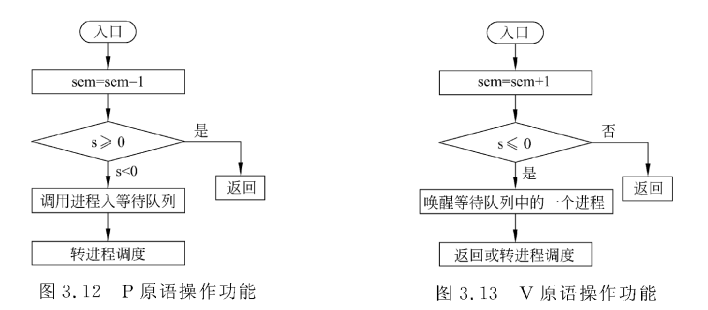 入口
sem=sem−1
s⩾0
是
s<0
返回
调用进程入等待队列
转进程调度
图 3.12 P 原语操作功能
入口
sem=sem+1
s⩽0
否
是
返回
唤醒等待队列中的一个进程
返回或转进程调度
图 3.13 V 原语操作功能